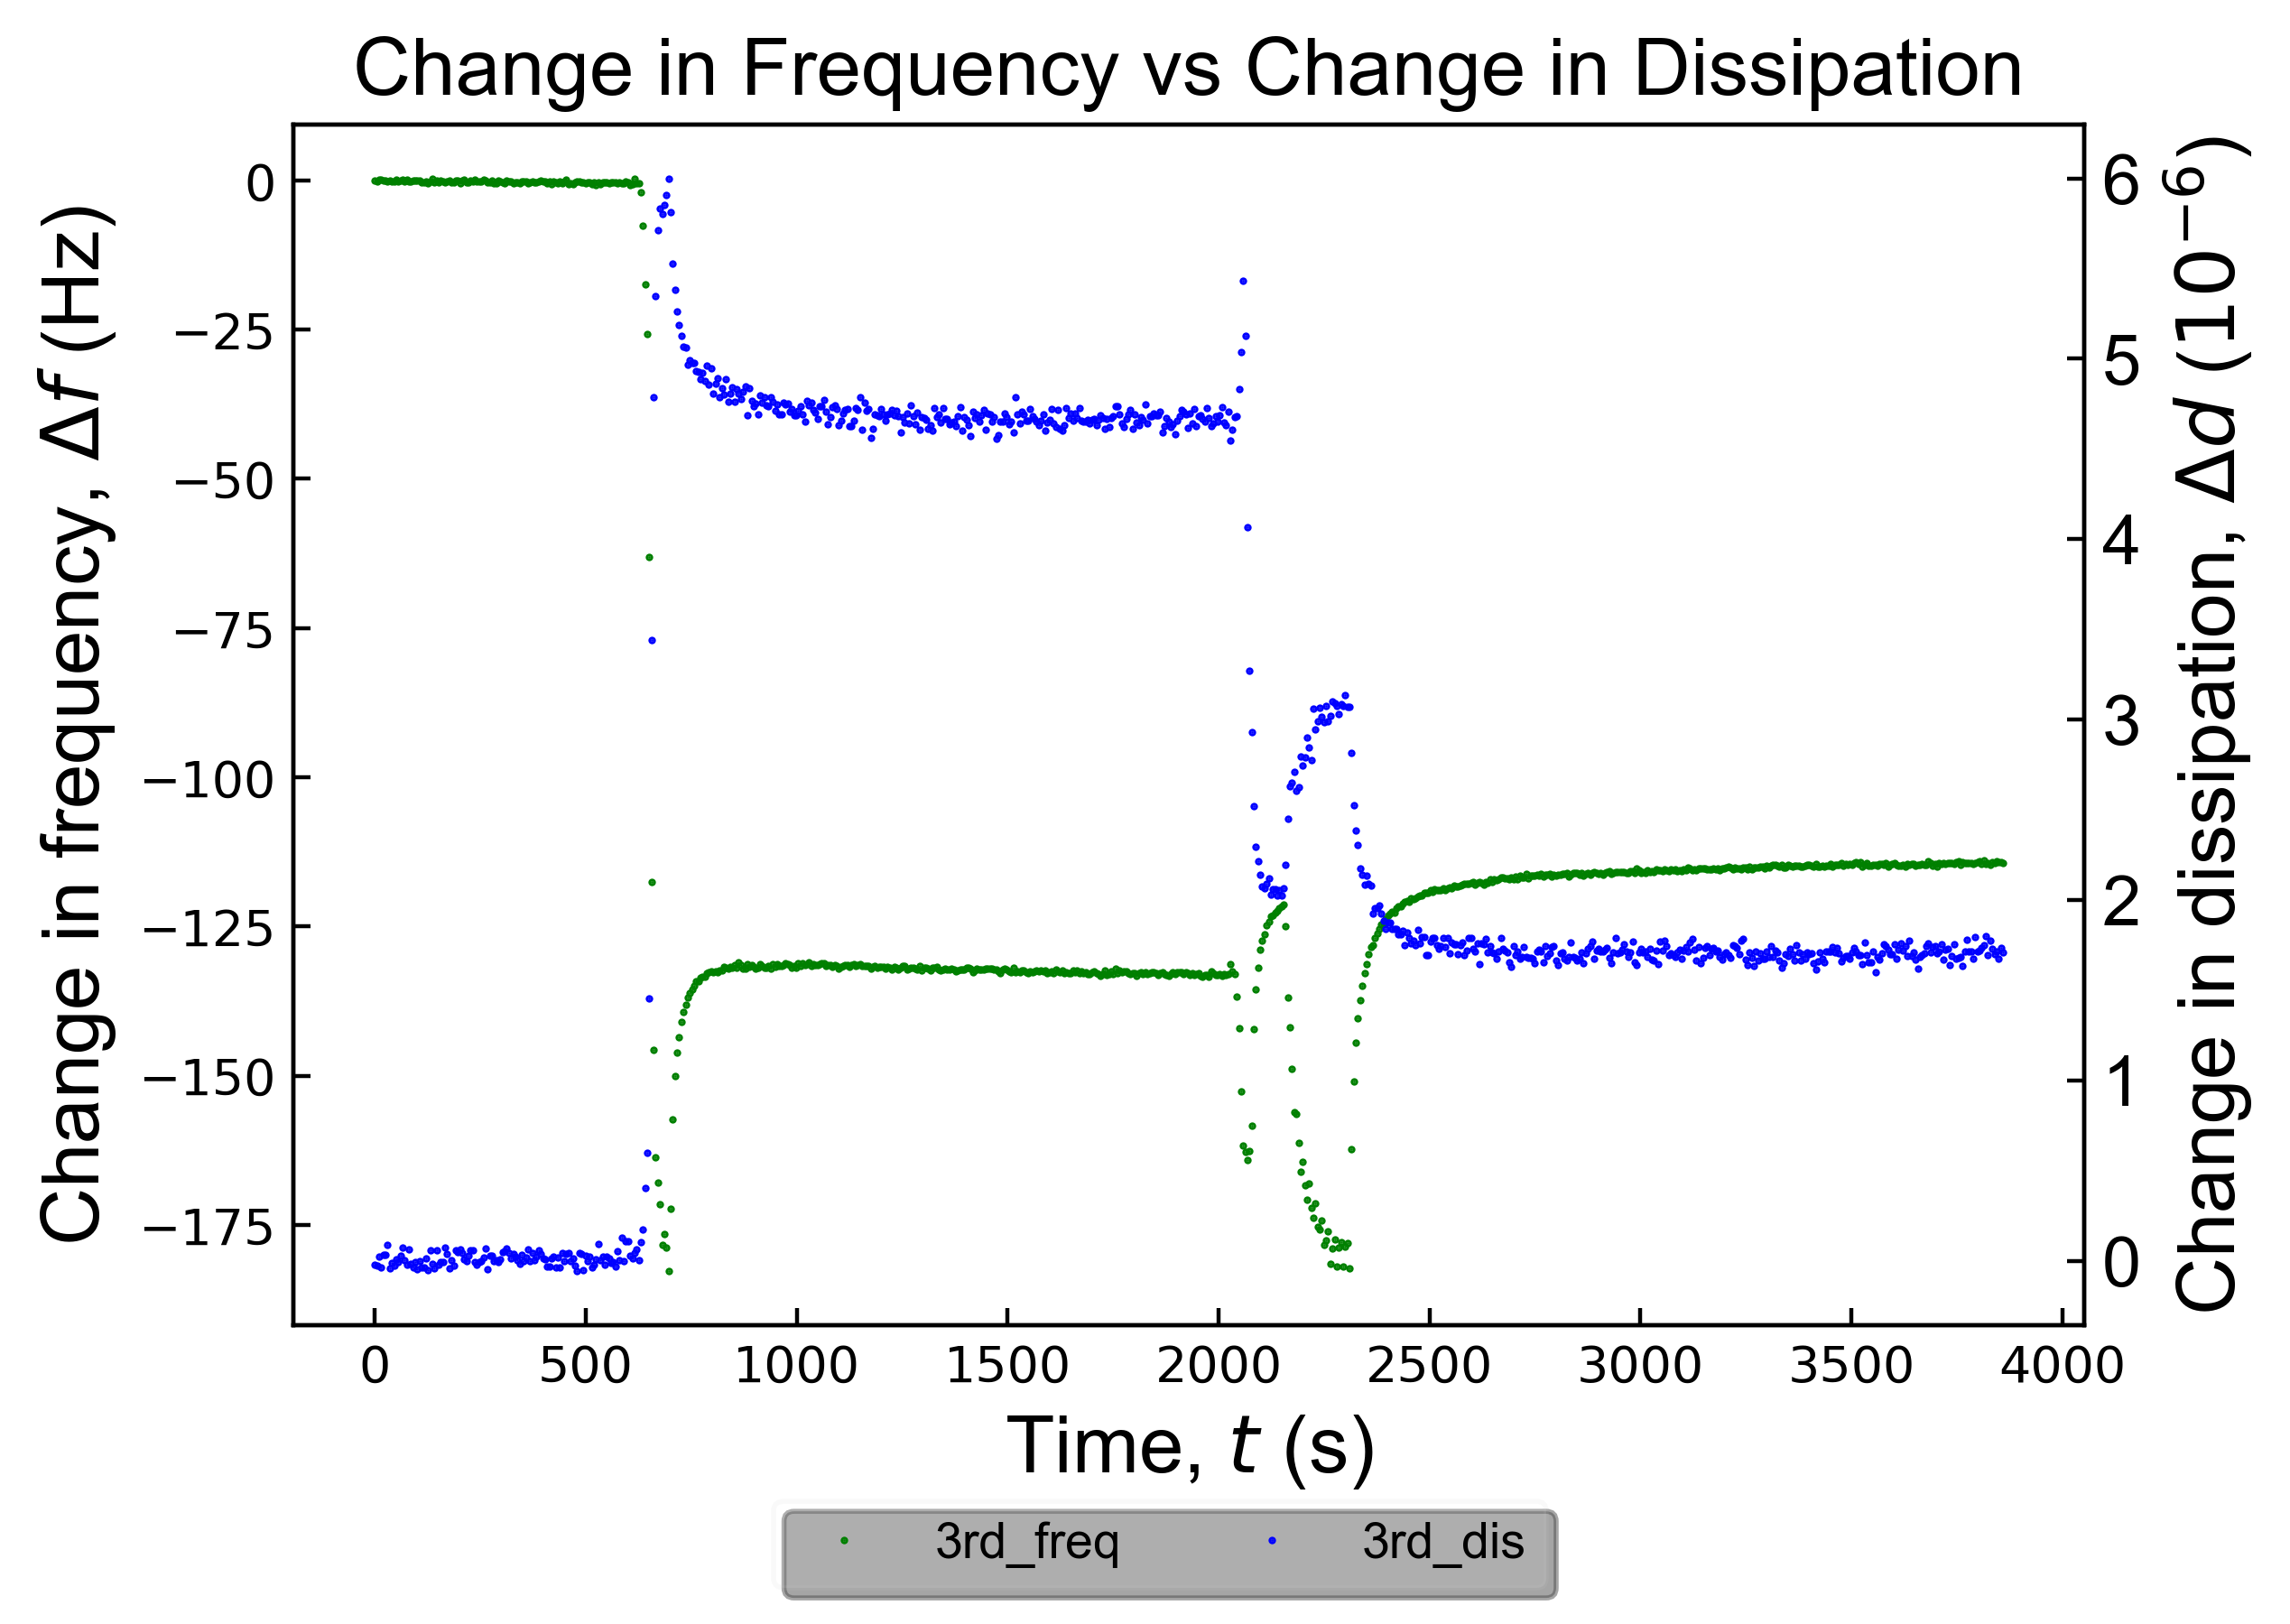 Change in Frequency vs Change in Dissipation
Change in frequency, Δf (Hz)
0
−25
−50
−75
−100
−125
−150
−175
6
5
4
3
2
1
0
Change in dissipation, Δd (10⁻⁶)
0 500 1000 1500 2000 2500 3000 3500 4000
Time, t (s)
3rd_freq 3rd_dis